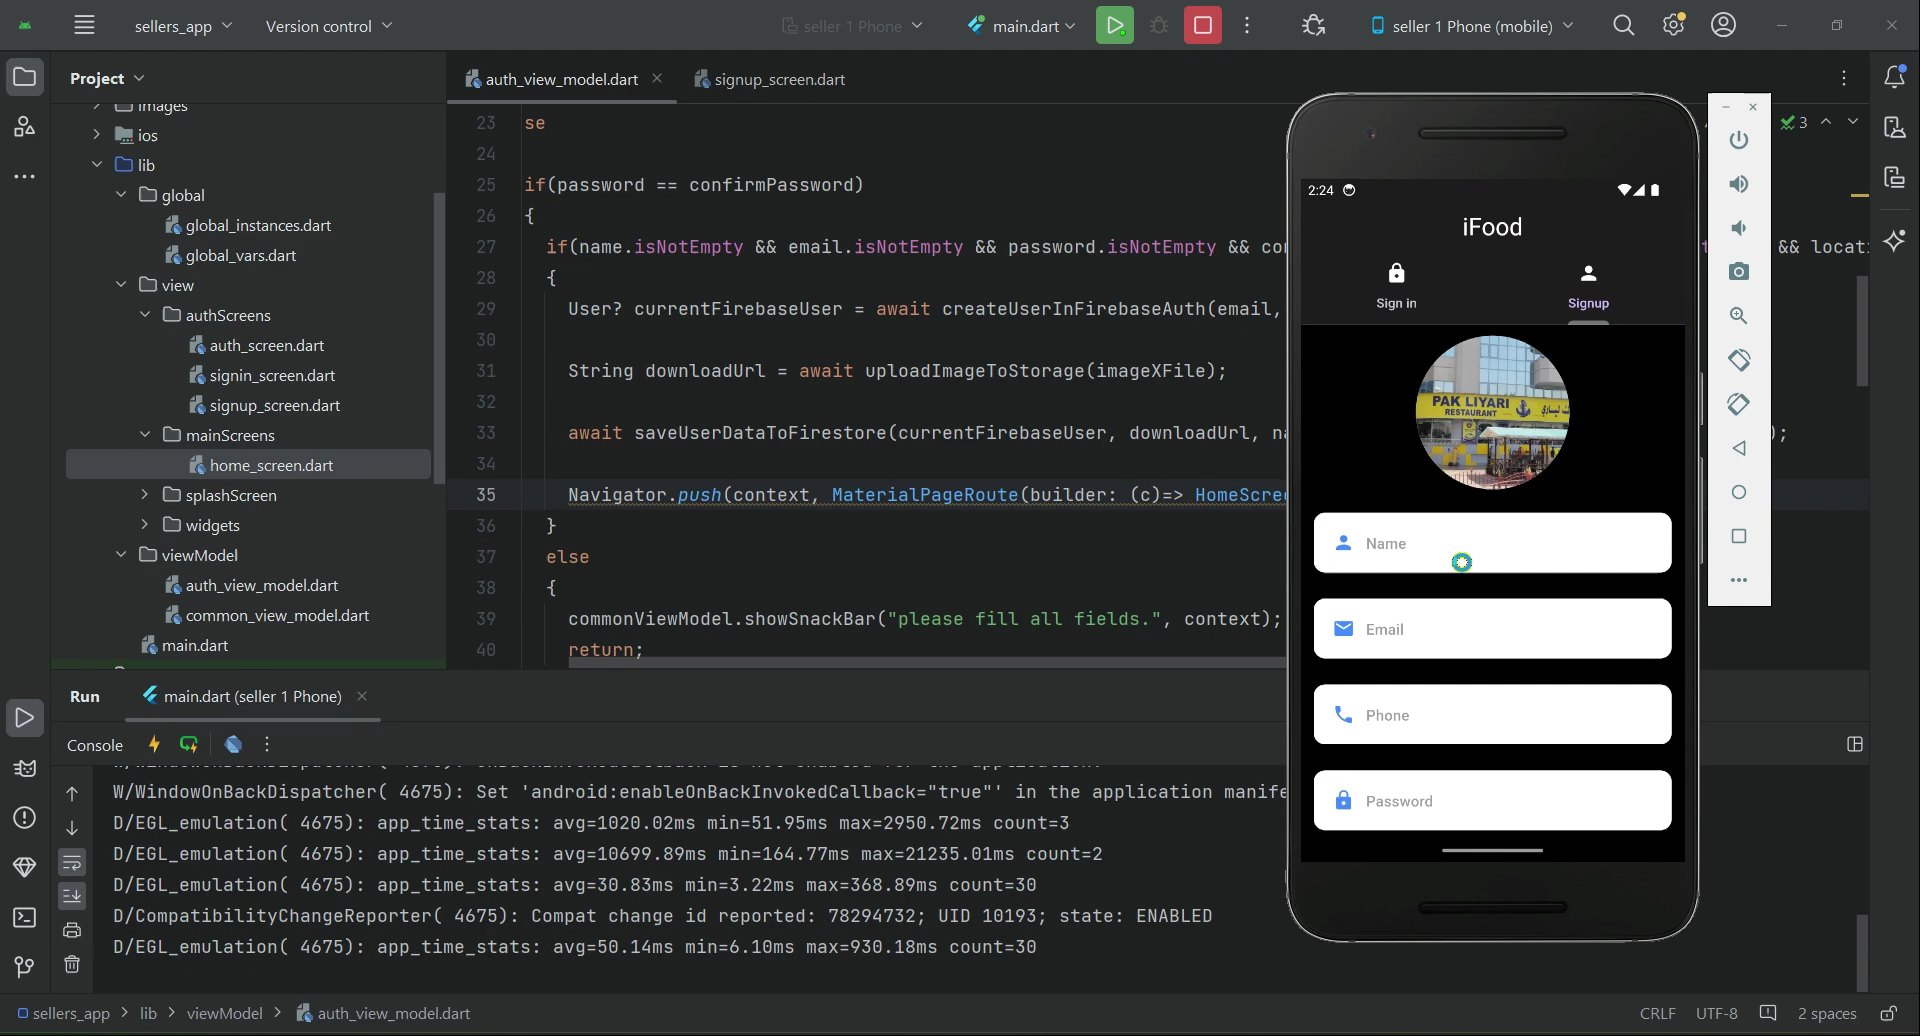 sellers_app
Version control
seller 1 Phone
main.dart
seller 1 Phone (mobile)
Project
auth_view_model.dart
signup_screen.dart
images
ios
lib
global
global_instances.dart
global_vars.dart
view
authScreens
auth_screen.dart
signin_screen.dart
signup_screen.dart
mainScreens
home_screen.dart
splashScreen
widgets
viewModel
auth_view_model.dart
common_view_model.dart
main.dart
3
23 se
24
25 if(password == confirmPassword)
26 {
27 if(name.isNotEmpty && email.isNotEmpty && password.isNotEmpty && co
&& locat
28 {
29 User? currentFirebaseUser = await createUserInFirebaseAuth(email,
30
31 String downloadUrl = await uploadImageToStorage(imageXFile);
32
33 await saveUserDataToFirestore(currentFirebaseUser, downloadUrl, na
);
34
35 Navigator.push(context, MaterialPageRoute(builder: (c)=> HomeScree
36 }
37 else
38 {
39 commonViewModel.showSnackBar("please fill all fields.", context);
40 return;
2:24
iFood
Sign in
Signup
PAK LIYARI
RESTAURANT
Name
Email
Phone
Password
Run
main.dart (seller 1 Phone)
Console
W/WindowOnBackDispatcher( 4675): Set 'android:enableOnBackInvokedCallback="true"' in the application manife
D/EGL_emulation( 4675): app_time_stats: avg=1020.02ms min=51.95ms max=2950.72ms count=3
D/EGL_emulation( 4675): app_time_stats: avg=10699.89ms min=164.77ms max=21235.01ms count=2
D/EGL_emulation( 4675): app_time_stats: avg=30.83ms min=3.22ms max=368.89ms count=30
D/CompatibilityChangeReporter( 4675): Compat change id reported: 78294732; UID 10193; state: ENABLED
D/EGL_emulation( 4675): app_time_stats: avg=50.14ms min=6.10ms max=930.18ms count=30
sellers_app > lib > viewModel > auth_view_model.dart
CRLF
UTF-8
2 spaces